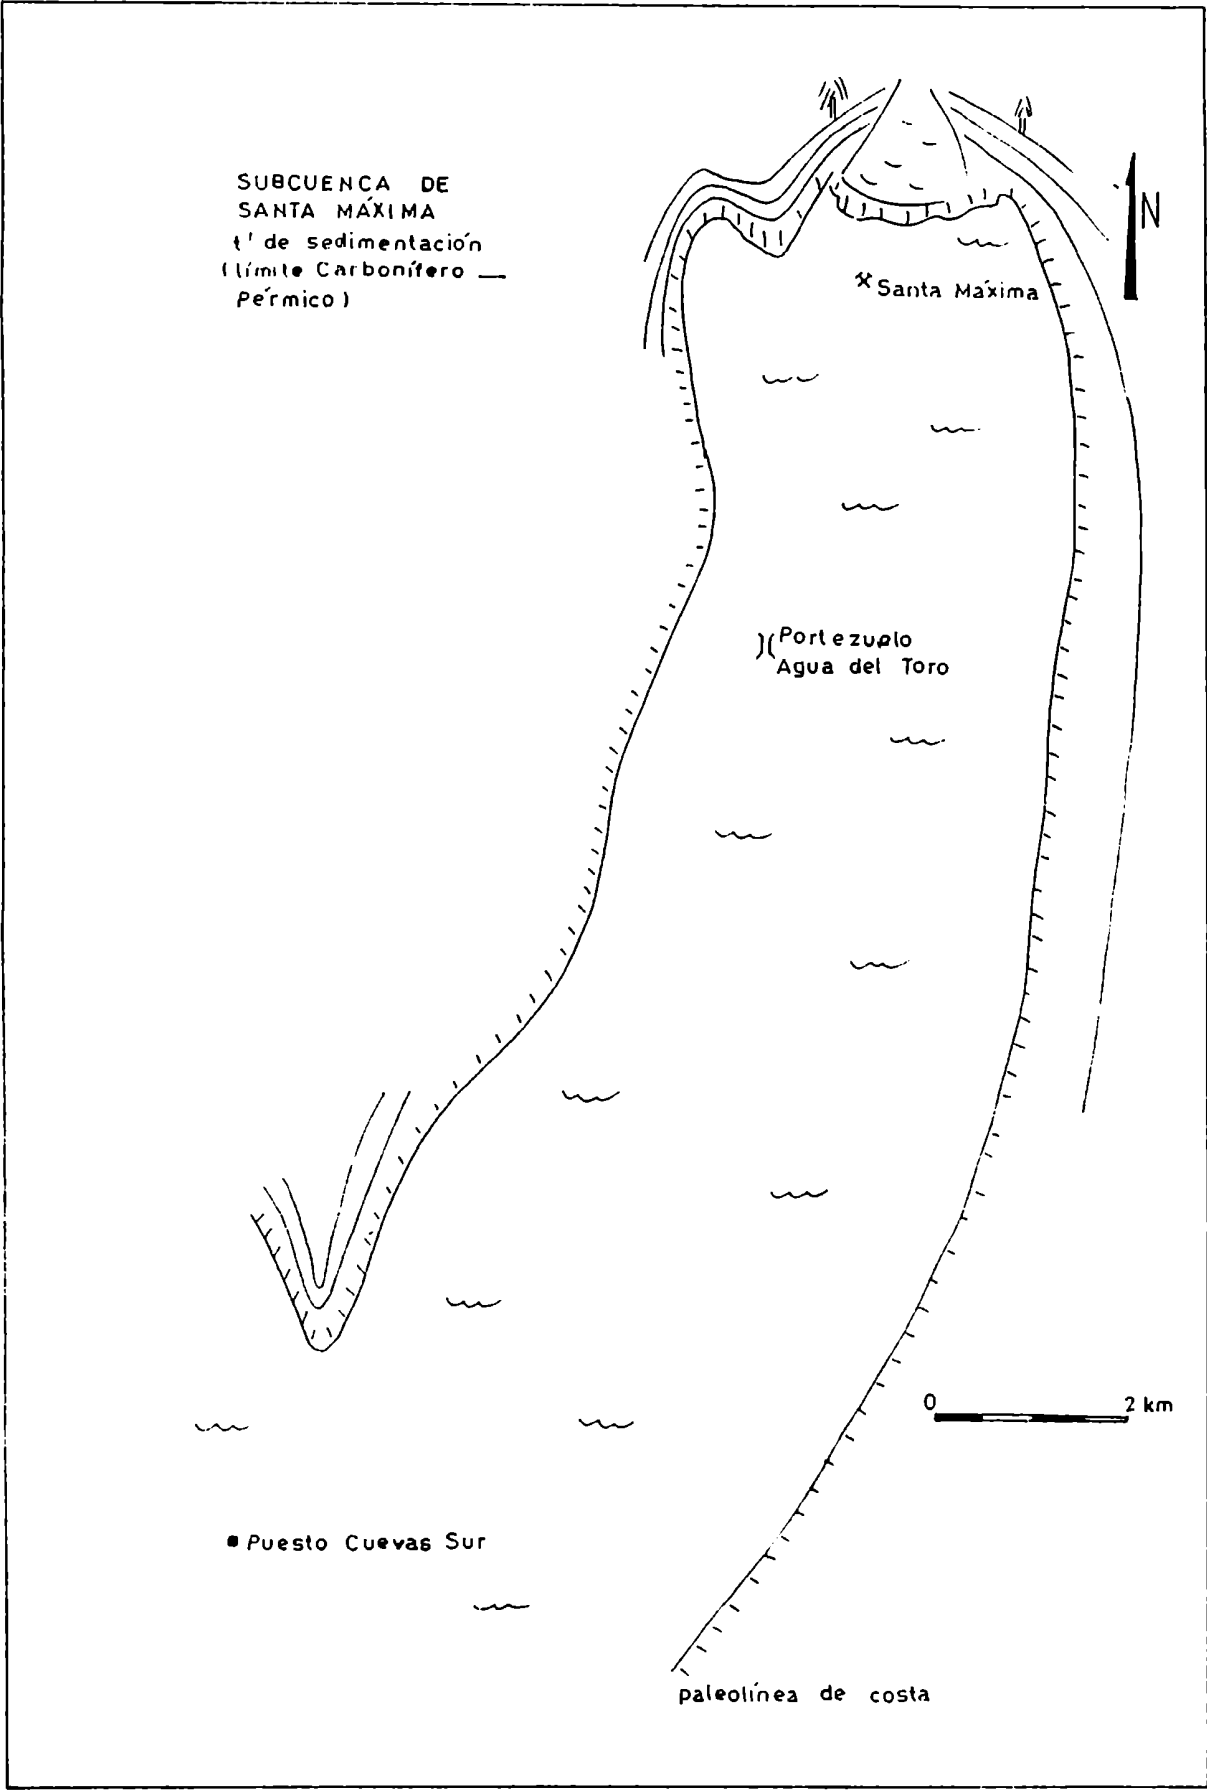 SUBCUENCA DE
SANTA MÁXIMA
t' de sedimentación
(límite Carbonífero —
Pérmico)
N
Santa Máxima
Portezuelo
Agua del Toro
0 2 km
Puesto Cuevas Sur
paleolínea de costa